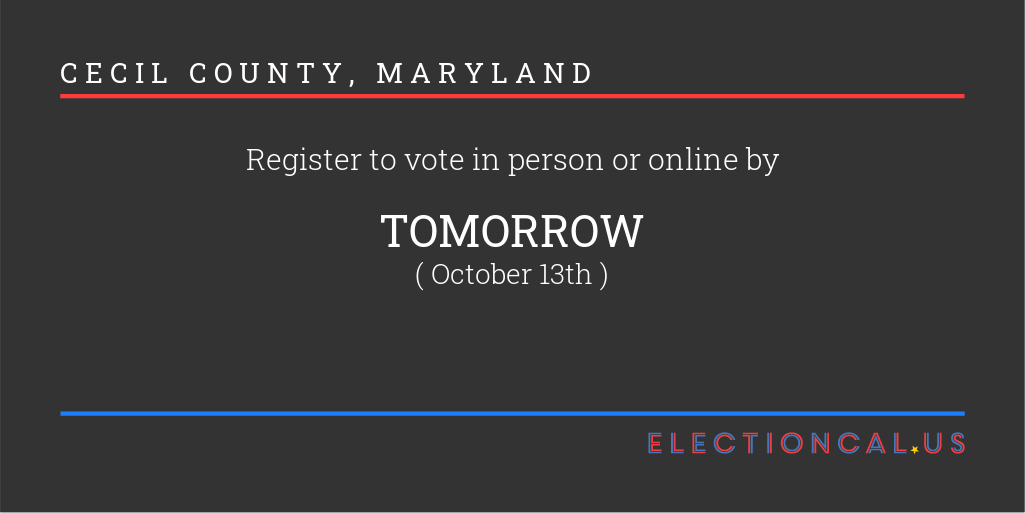 CECIL COUNTY, MARYLAND
Register to vote in person or online by
TOMORROW
( October 13th )
ELECTIONCAL.US